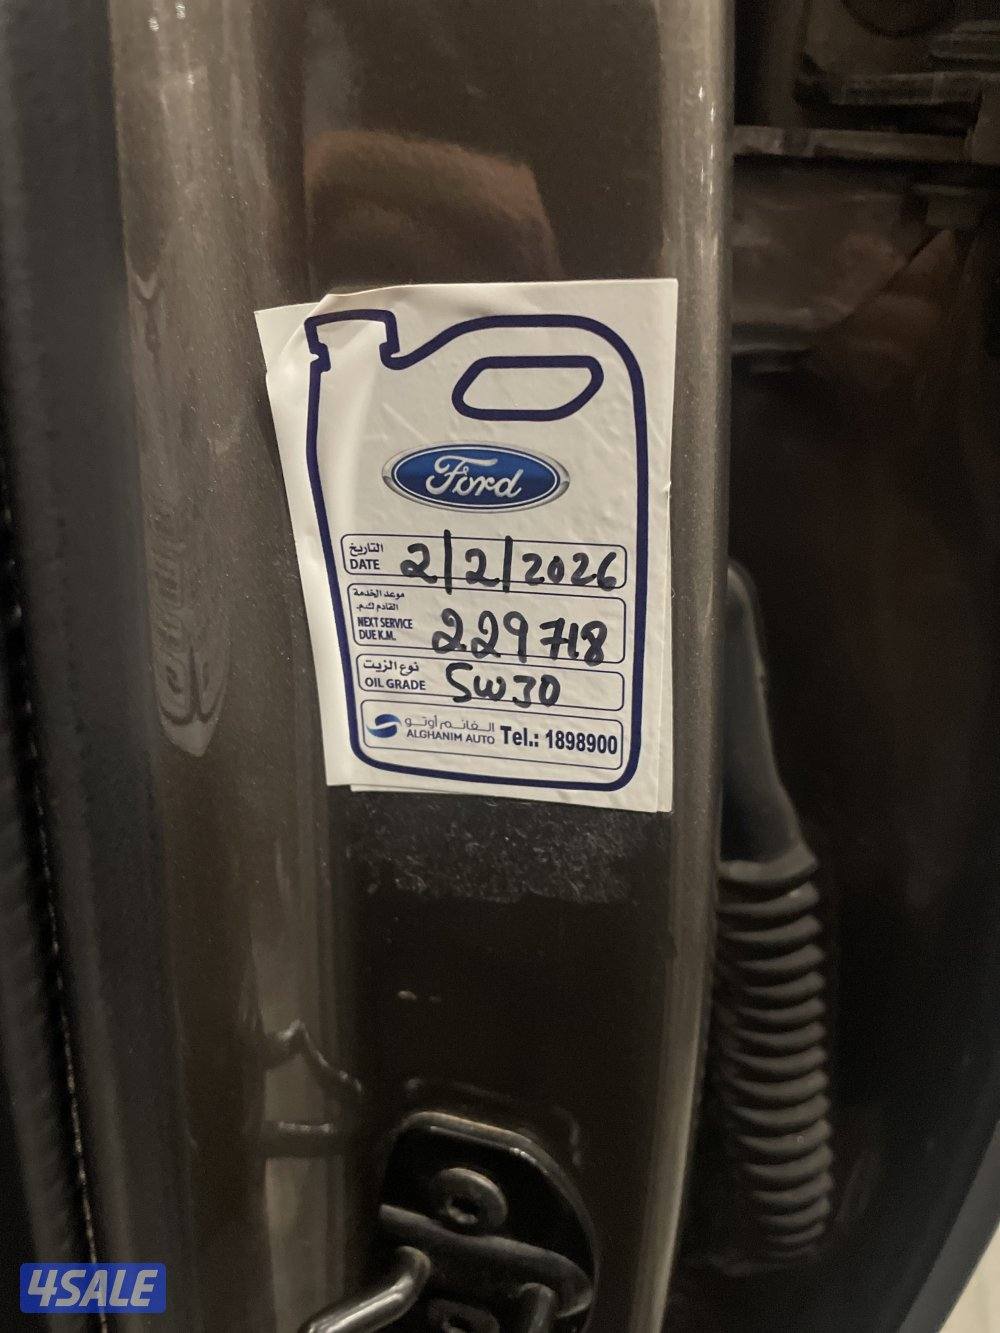 Ford
التاريخ
DATE 2/2/2026
موعد الخدمة
القادم ك.م.
NEXT SERVICE
DUE K.M. 229718
نوع الزيت
OIL GRADE 5W30
الغانم أوتو
ALGHANIM AUTO Tel.: 1898900
4SALE